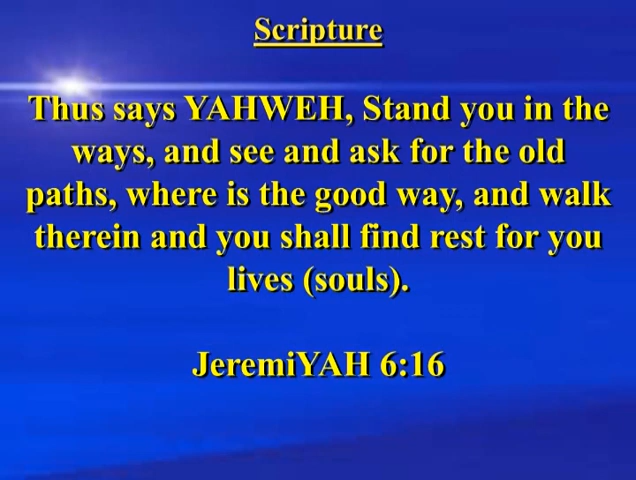 Scripture
Thus says YAHWEH, Stand you in the
ways, and see and ask for the old
paths, where is the good way, and walk
therein and you shall find rest for you
lives (souls).
JeremiYAH 6:16